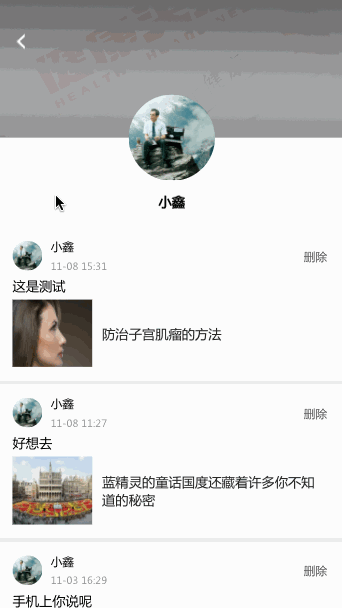 HEALTH
小鑫
小鑫
删除
11-08 15:31
这是测试
防治子宫肌瘤的方法
小鑫
删除
11-08 11:27
好想去
蓝精灵的童话国度还藏着许多你不知
道的秘密
小鑫
删除
11-03 16:29
手机上你说呢